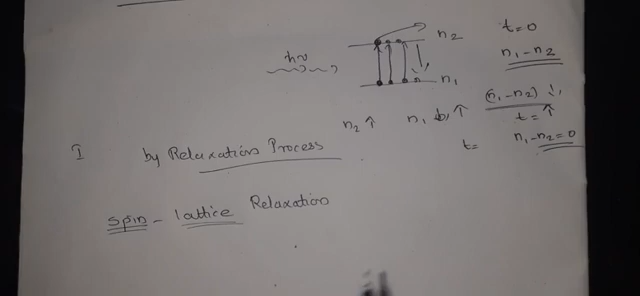 t=0
n2
n1-n2
hν
n1
(n1-n2) ↓
n2 ↑ n1 ↓ ↑ t=↑
I by Relaxation Process
t= n1-n2=0
Spin-lattice Relaxation